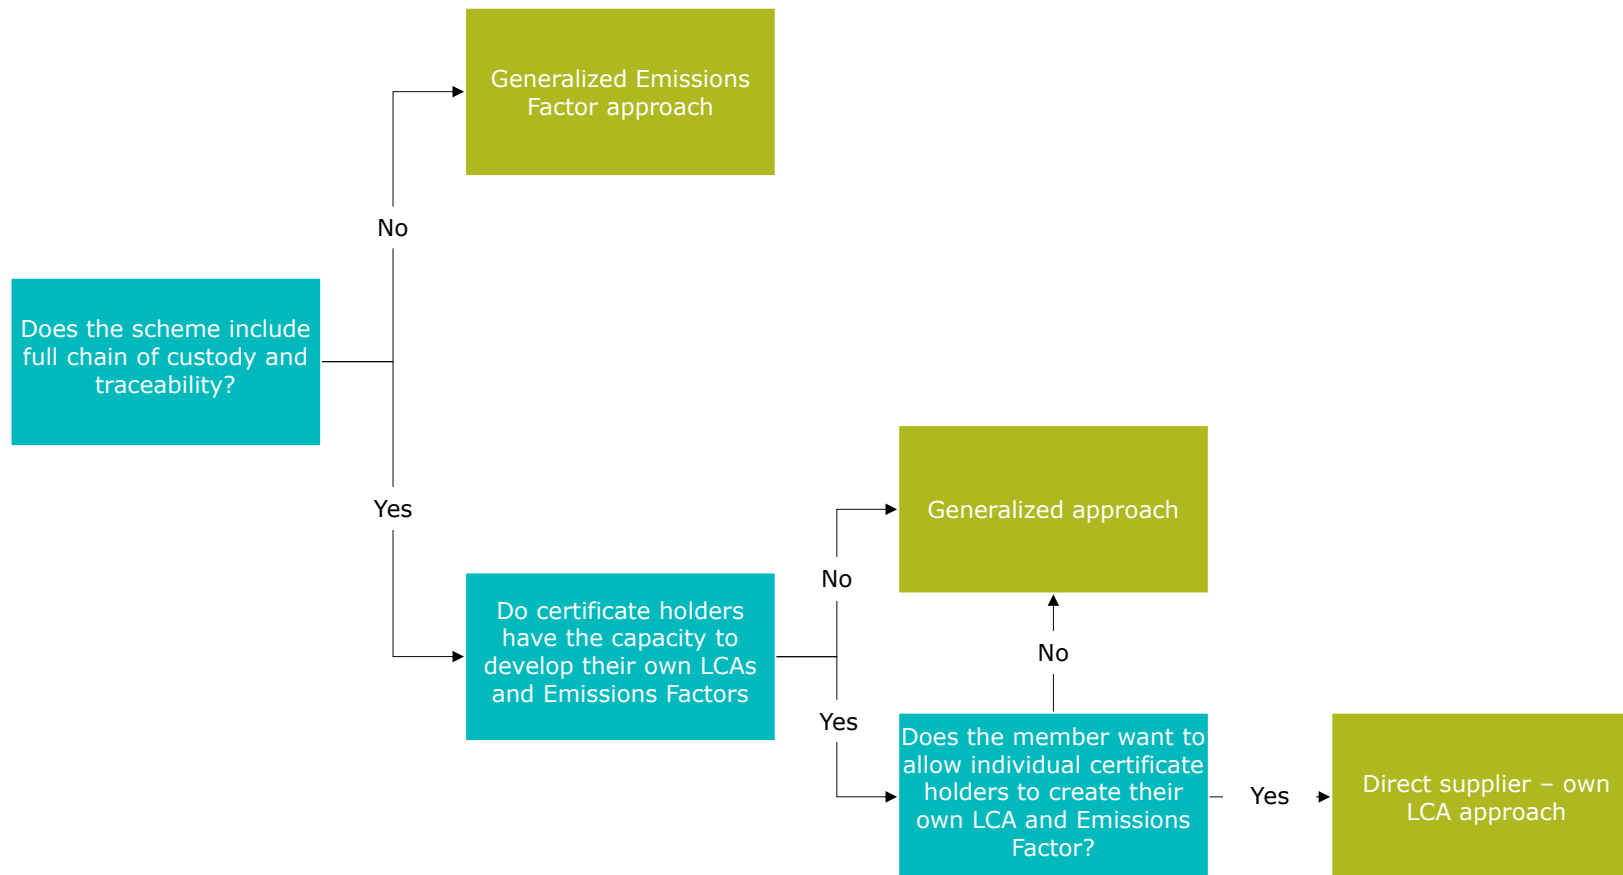 Generalized Emissions
Factor approach
No
Does the scheme include
full chain of custody and
traceability?
Yes
Do certificate holders
have the capacity to
develop their own LCAs
and Emissions Factors
No
Generalized approach
No
Yes
Does the member want to
allow individual certificate
holders to create their
own LCA and Emissions
Factor?
Yes
Direct supplier – own
LCA approach